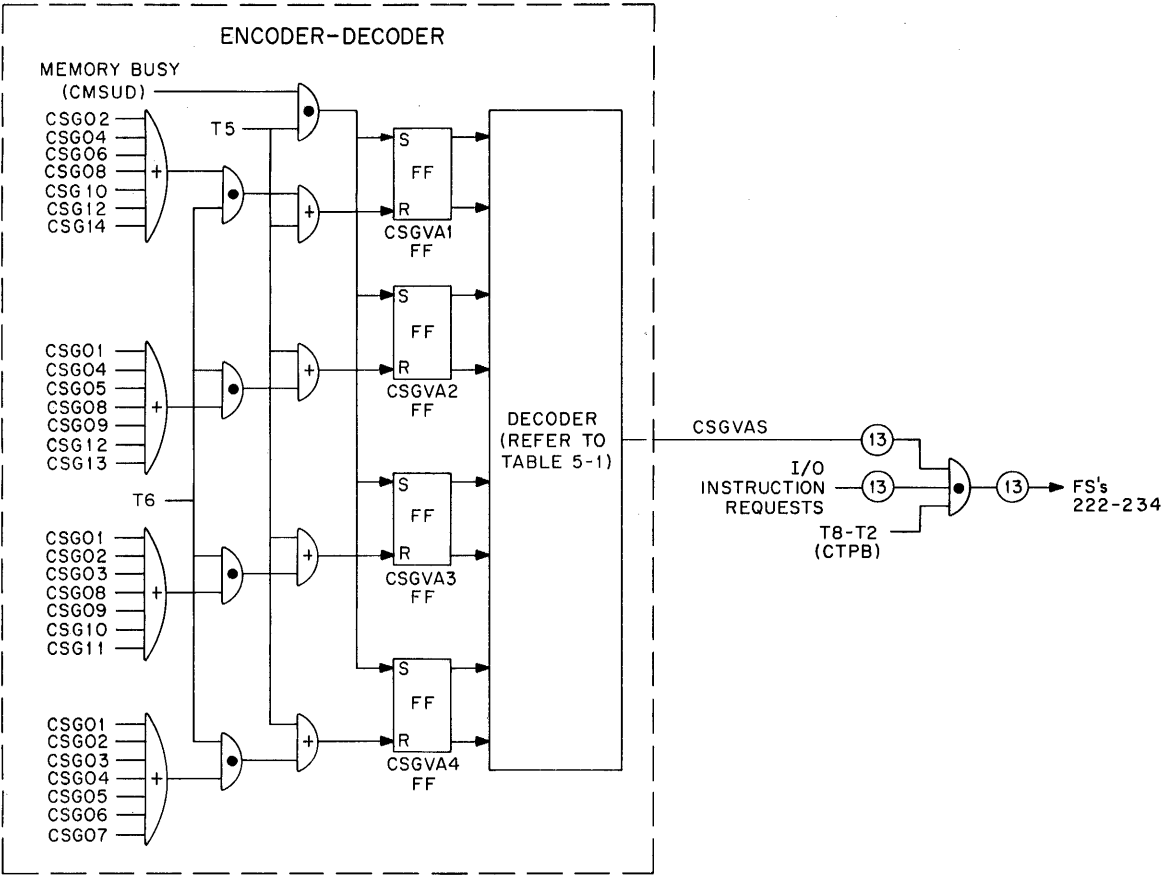 ENCODER-DECODER
MEMORY BUSY
(CMSUD)
T5
CSG02
CSG04
CSG06
CSG08
CSG10
CSG12
CSG14
+
+
S
FF
R
CSGVA1
FF
CSG01
CSG04
CSG05
CSG08
CSG09
CSG12
CSG13
+
+
S
FF
R
CSGVA2
FF
T6
CSG01
CSG02
CSG03
CSG08
CSG09
CSG10
CSG11
+
+
S
FF
R
CSGVA3
FF
CSG01
CSG02
CSG03
CSG04
CSG05
CSG06
CSG07
+
+
S
FF
R
CSGVA4
FF
DECODER
(REFER TO
TABLE 5-1)
CSGVAS
13
I/O
INSTRUCTION
REQUESTS
13
T8-T2
(CTPB)
13
FS's
222-234